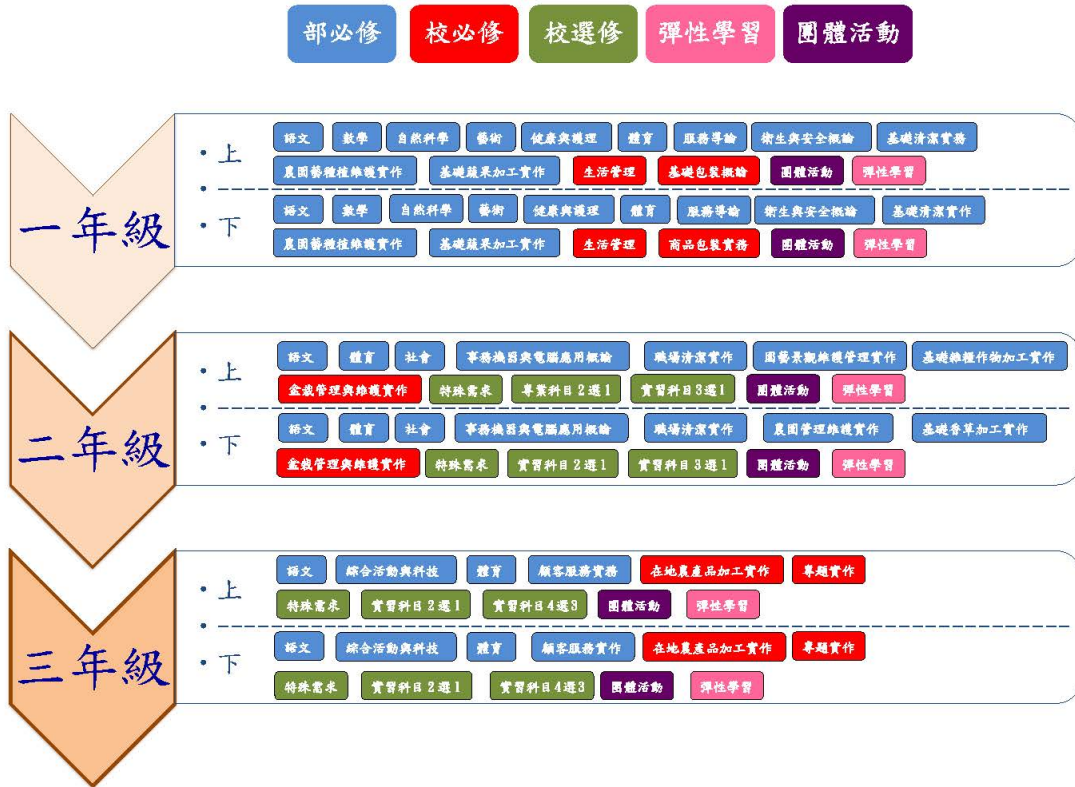 部必修 校必修 校選修 彈性學習 團體活動
一年級
• 上
語文 數學 自然科學 藝術 健康與護理 體育 服務導論 衛生與安全概論 基礎清潔實務
農園藝種植維護實作 基礎蔬果加工實作 生活管理 基礎包裝概論 團體活動 彈性學習
• 下
語文 數學 自然科學 藝術 健康與護理 體育 服務導論 衛生與安全概論 基礎清潔實作
農園藝種植維護實作 基礎蔬果加工實作 生活管理 商品包裝實務 團體活動 彈性學習
二年級
• 上
語文 體育 社會 事務機器與電腦應用概論 職場清潔實作 園藝景觀維護管理實作 基礎雜糧作物加工實作
盆栽管理與維護實作 特殊需求 專業科目2選1 實習科目3選1 團體活動 彈性學習
• 下
語文 體育 社會 事務機器與電腦應用概論 職場清潔實作 農園管理維護實作 基礎香草加工實作
盆栽管理與維護實作 特殊需求 實習科目2選1 實習科目3選1 團體活動 彈性學習
三年級
• 上
語文 綜合活動與科技 體育 顧客服務實務 在地農產品加工實作 專題實作
特殊需求 實習科目2選1 實習科目4選3 團體活動 彈性學習
• 下
語文 綜合活動與科技 體育 顧客服務實作 在地農產品加工實作 專題實作
特殊需求 實習科目2選1 實習科目4選3 團體活動 彈性學習